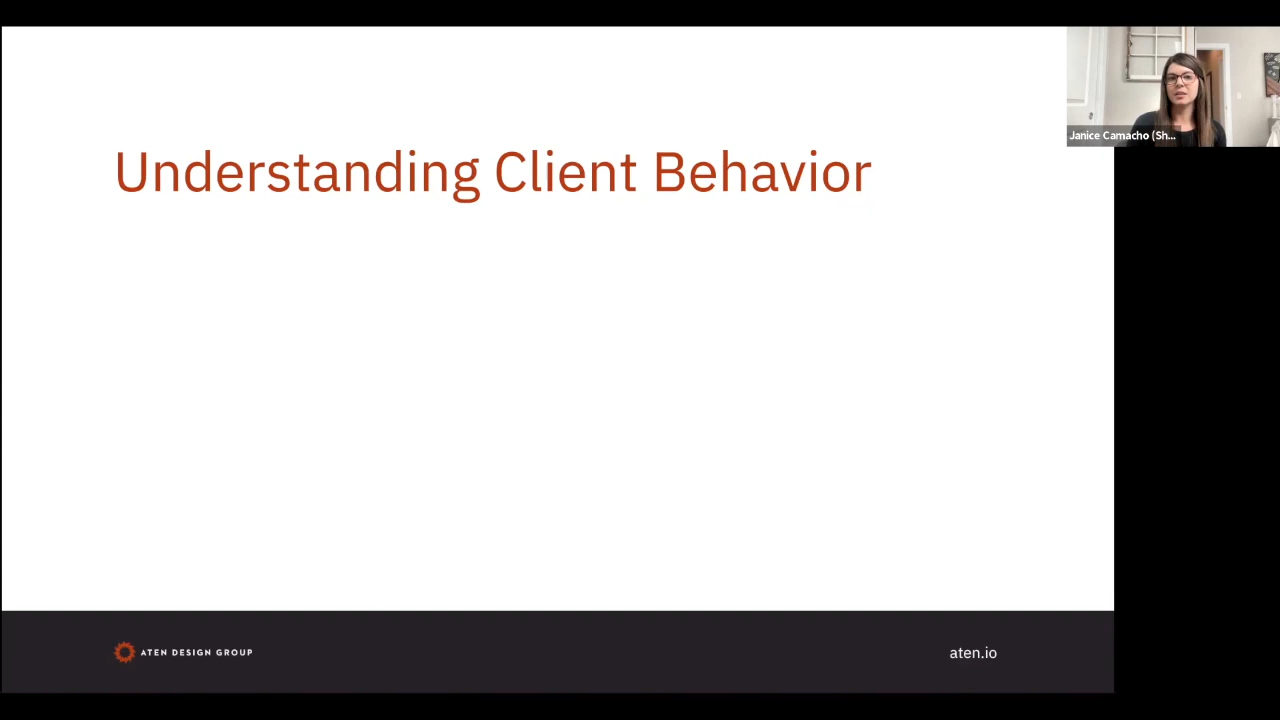 Janice Camacho (Sh...
Understanding Client Behavior
ATEN DESIGN GROUP
aten.io